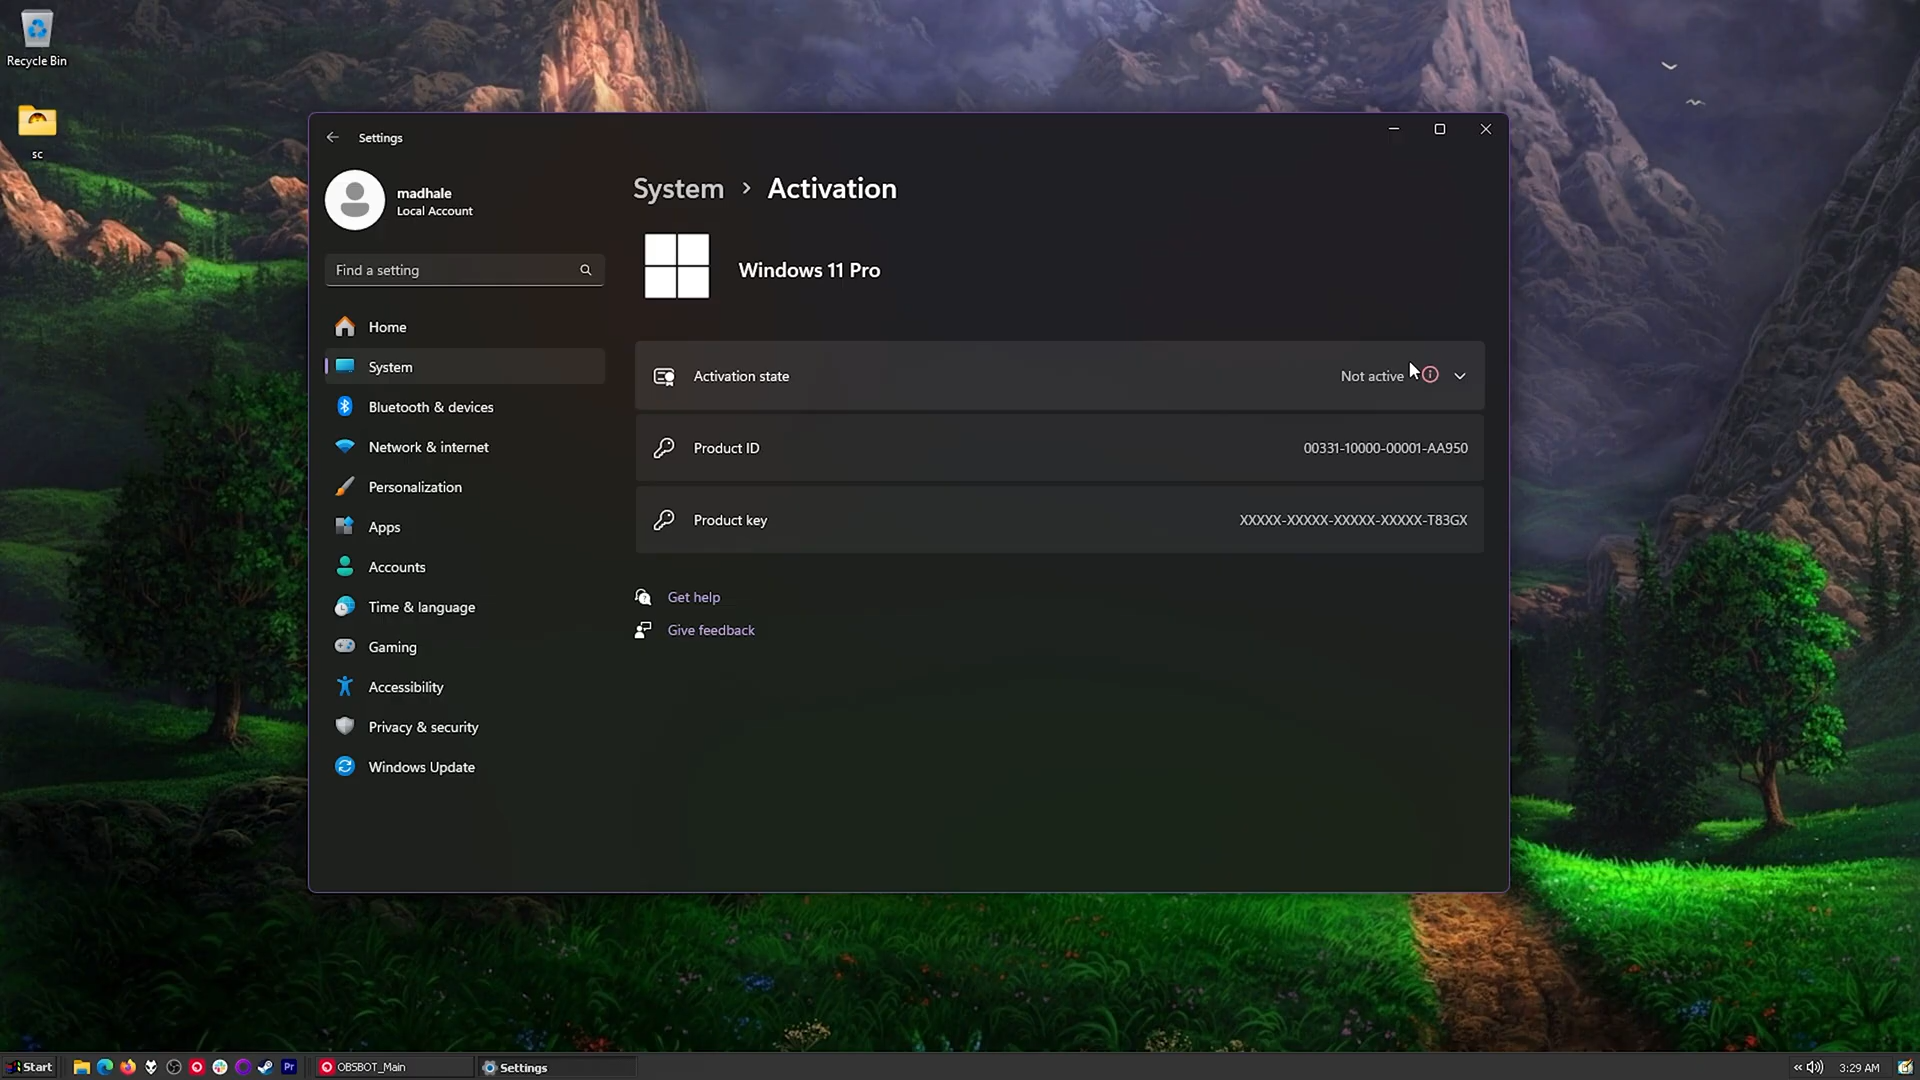 Recycle Bin
sc
Settings
madhale
Local Account
Find a setting
Home
System
Bluetooth & devices
Network & internet
Personalization
Apps
Accounts
Time & language
Gaming
Accessibility
Privacy & security
Windows Update
System > Activation
Windows 11 Pro
Activation state
Not active
Product ID
00331-10000-00001-AA950
Product key
XXXXX-XXXXX-XXXXX-XXXXX-T83GX
Get help
Give feedback
Start
Pr
OBSBOT_Main
Settings
3:29 AM